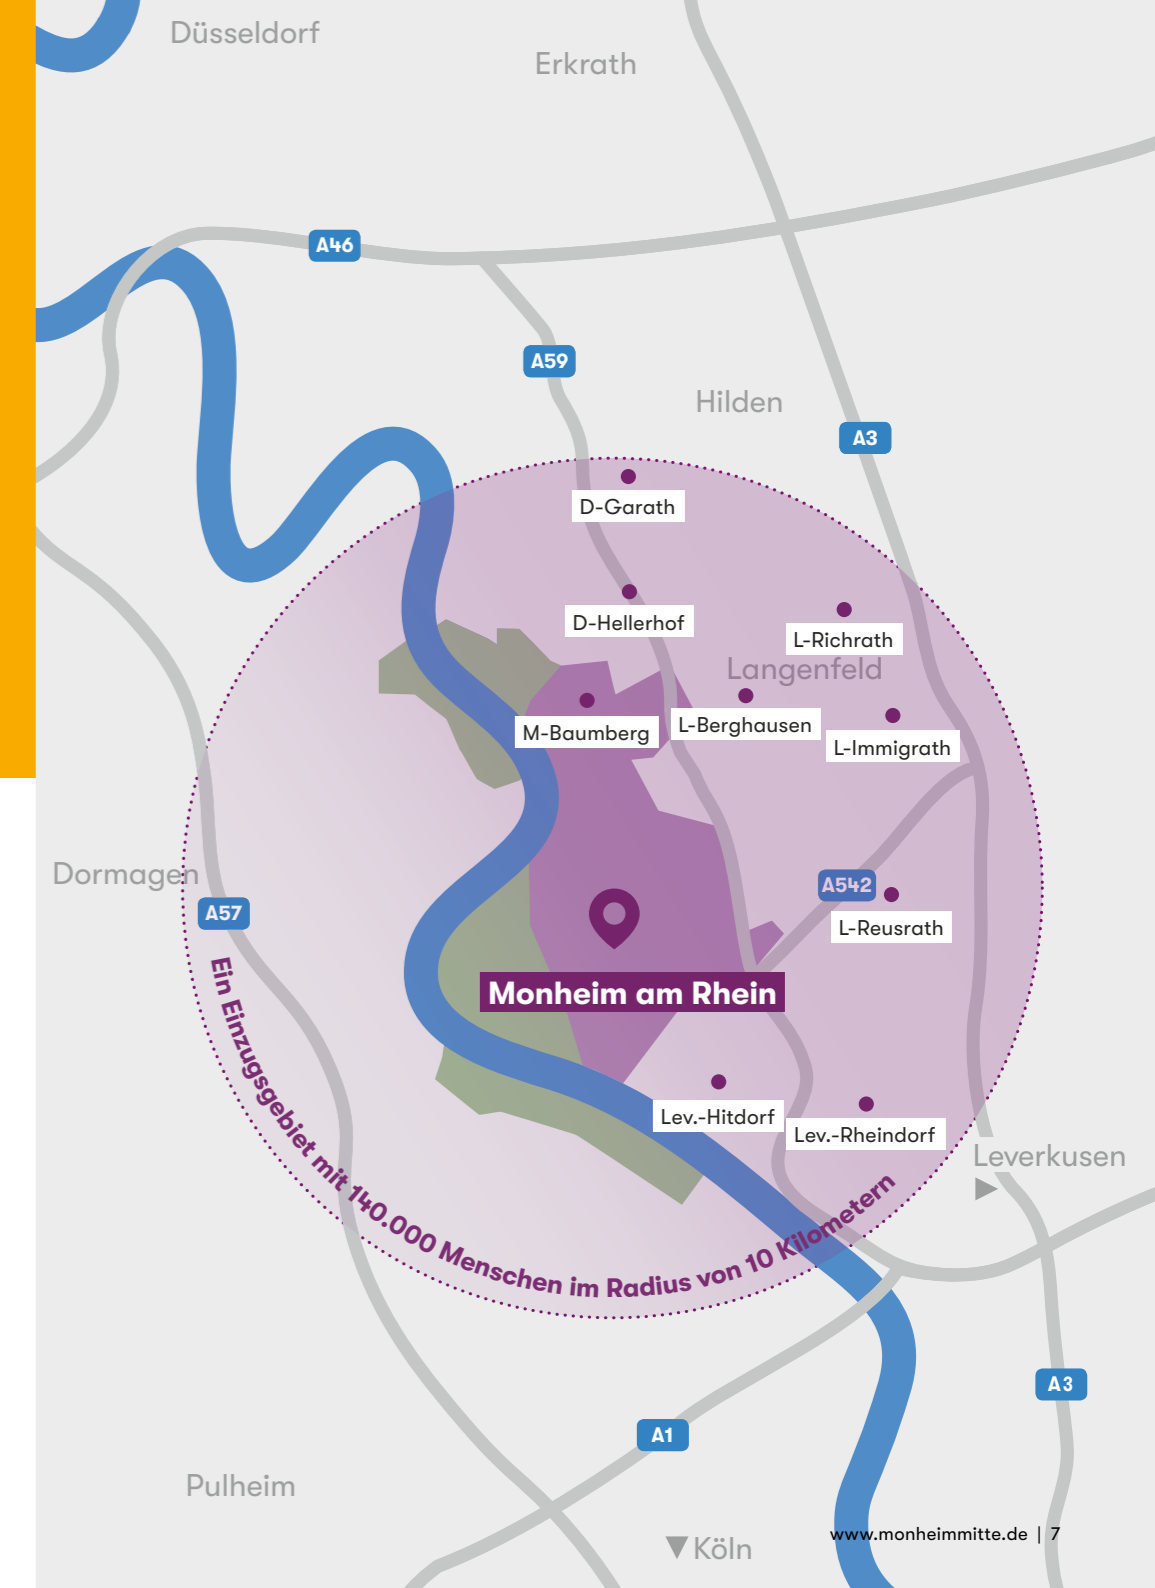 Düsseldorf
Erkrath
A46
A59
Hilden
A3
D-Garath
D-Hellerhof
L-Richrath
Langenfeld
M-Baumberg
L-Berghausen
L-Immigrath
Dormagen
A57
A542
L-Reusrath
Monheim am Rhein
Lev.-Hitdorf
Lev.-Rheindorf
Leverkusen
Ein Einzugsgebiet mit 140.000 Menschen im Radius von 10 Kilometern
A3
A1
Pulheim
Köln
www.monheimmitte.de | 7